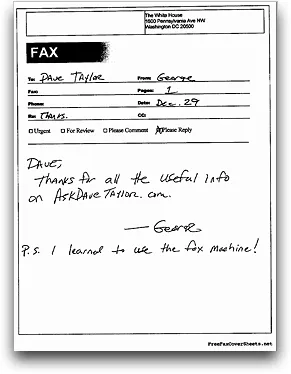 The White House
1600 Pennsylvania Ave NW
Washington DC 20500
FAX
To: Dave Taylor From: George
Fax: Pages: 1
Phone: Date: Dec. 29
Re: Thanks. CC:
□ Urgent □ For Review □ Please Comment □ Please Reply
Dave,
Thanks for all the useful info
on AskDaveTaylor.com.
— George
P.S. I learned to use the fax machine!
FreeFaxCoverSheets.net